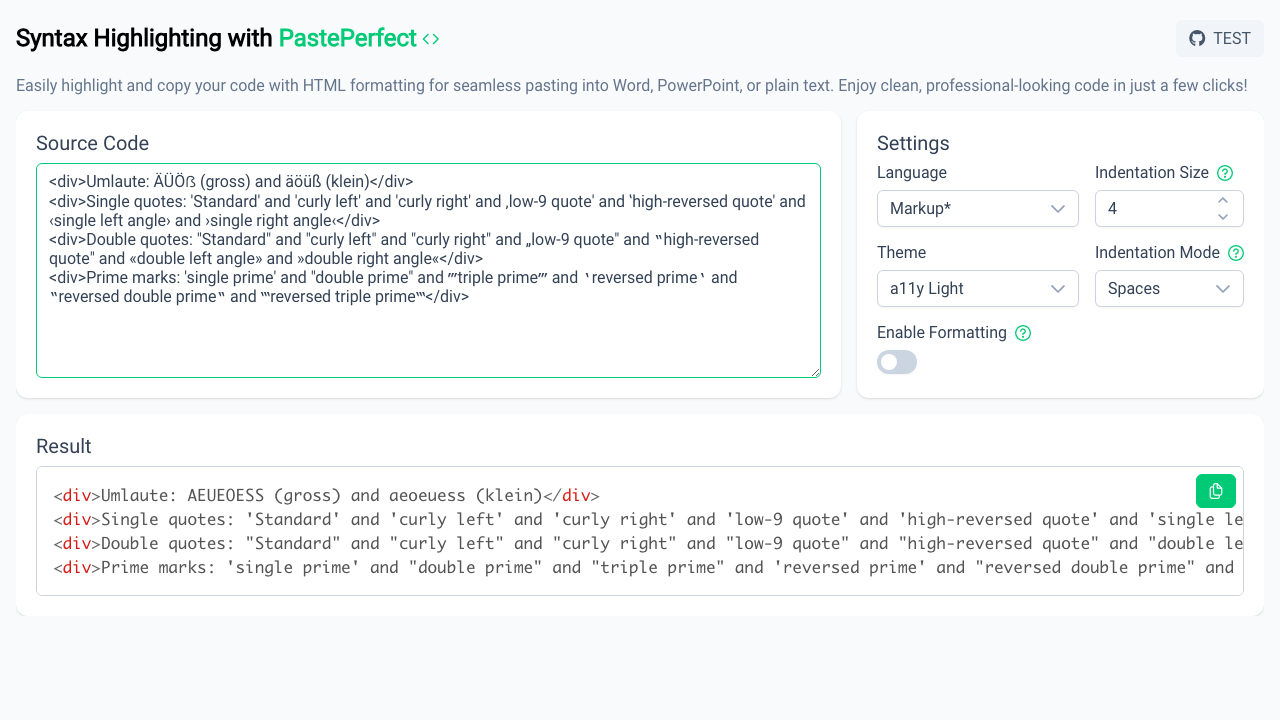 Syntax Highlighting with PastePerfect <>
TEST
Easily highlight and copy your code with HTML formatting for seamless pasting into Word, PowerPoint, or plain text. Enjoy clean, professional-looking code in just a few clicks!
Source Code
<div>Umlaute: ÄÜÖẞ (gross) and äöüß (klein)</div>
<div>Single quotes: 'Standard' and 'curly left' and 'curly right' and ‚low-9 quote' and ‛high-reversed quote' and
‹single left angle› and ›single right angle‹</div>
<div>Double quotes: "Standard" and "curly left" and "curly right" and „low-9 quote" and ‟high-reversed
quote" and «double left angle» and »double right angle«</div>
<div>Prime marks: 'single prime' and "double prime" and ‴triple prime‴ and ‵reversed prime‵ and
‶reversed double prime‶ and ‷reversed triple prime‷</div>
Settings
Language
Indentation Size ?
Markup*
4
Theme
Indentation Mode ?
a11y Light
Spaces
Enable Formatting ?
Result
<div>Umlaute: AEUEOESS (gross) and aeoeuess (klein)</div>
<div>Single quotes: 'Standard' and 'curly left' and 'curly right' and 'low-9 quote' and 'high-reversed quote' and 'single le
<div>Double quotes: "Standard" and "curly left" and "curly right" and "low-9 quote" and "high-reversed quote" and "double le
<div>Prime marks: 'single prime' and "double prime" and "triple prime" and 'reversed prime' and "reversed double prime" and